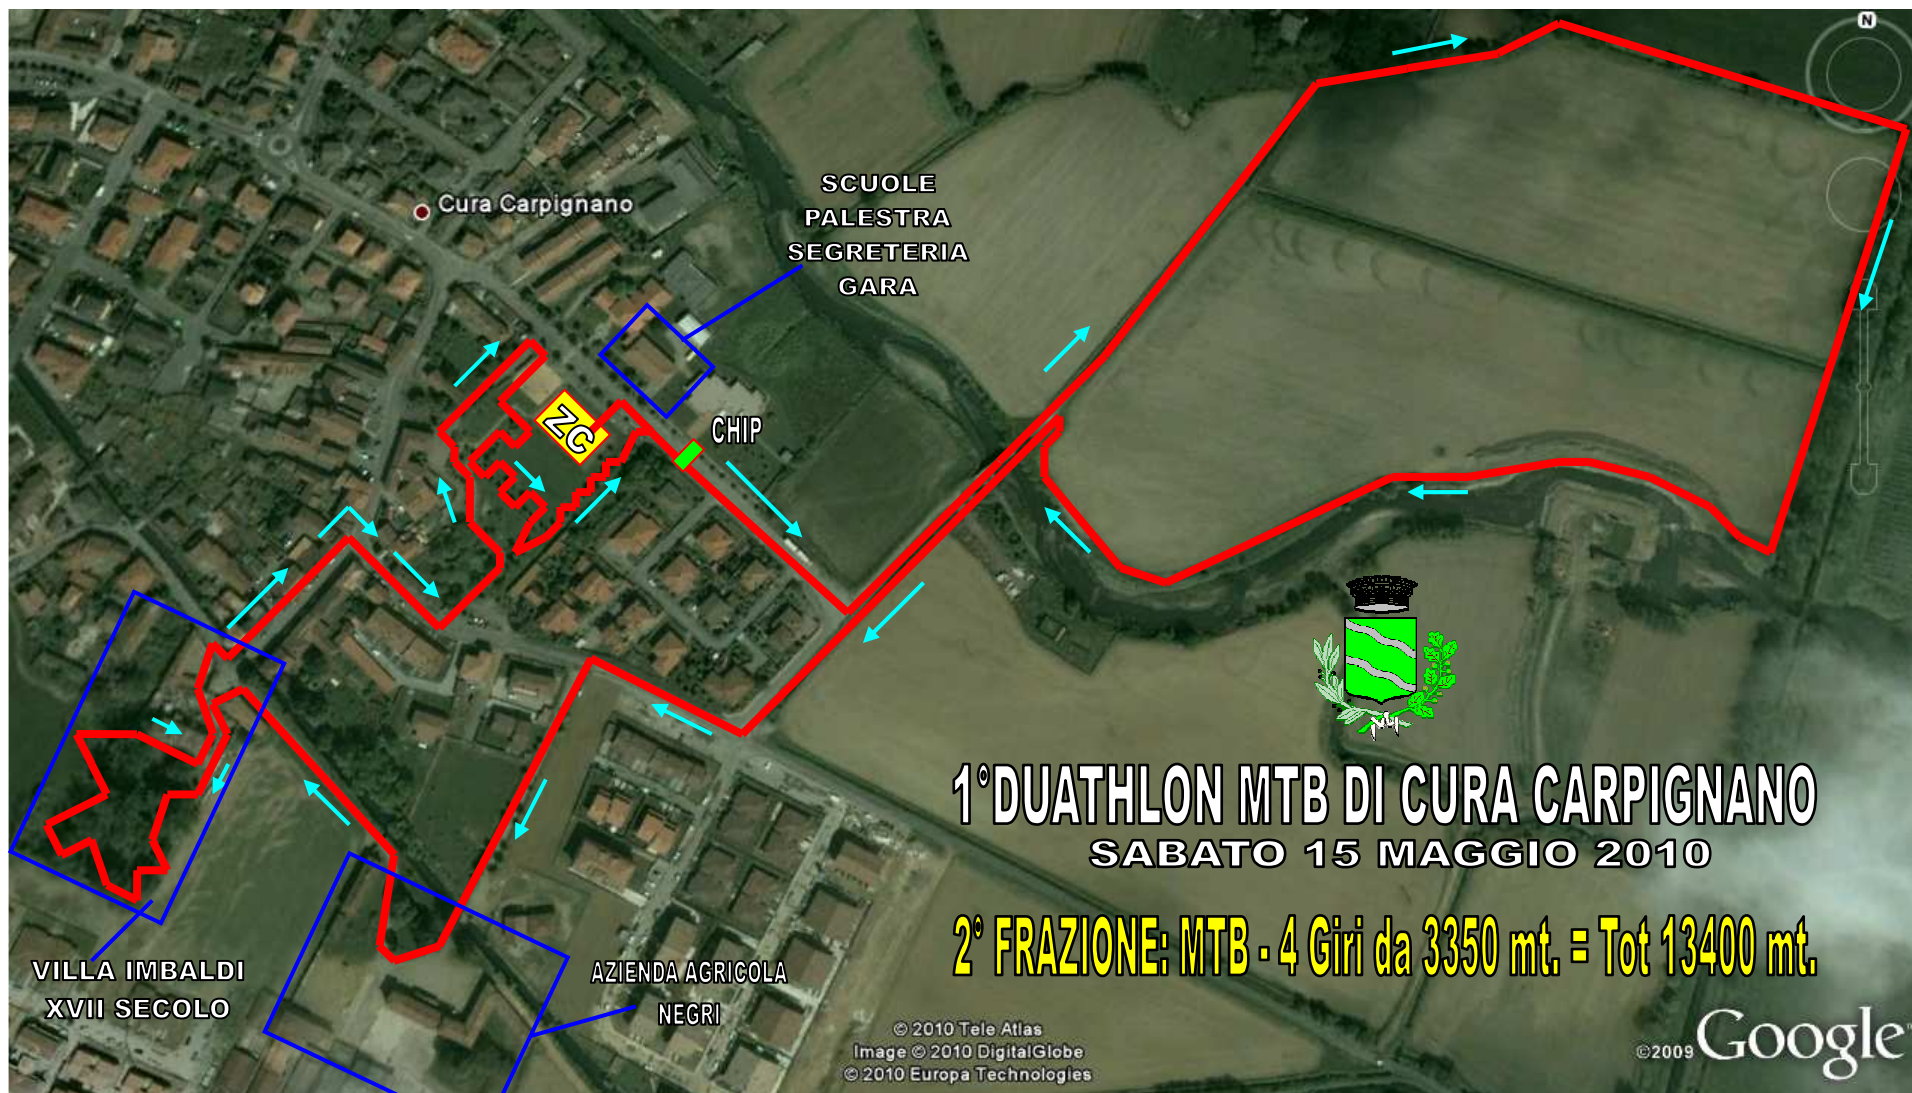 N
Cura Carpignano
SCUOLE
PALESTRA
SEGRETERIA
GARA
ZC
CHIP
1°DUATHLON MTB DI CURA CARPIGNANO
SABATO 15 MAGGIO 2010
2° FRAZIONE: MTB - 4 Giri da 3350 mt. = Tot 13400 mt.
VILLA IMBALDI
XVII SECOLO
AZIENDA AGRICOLA
NEGRI
© 2010 Tele Atlas
Image © 2010 DigitalGlobe
© 2010 Europa Technologies
©2009 Google